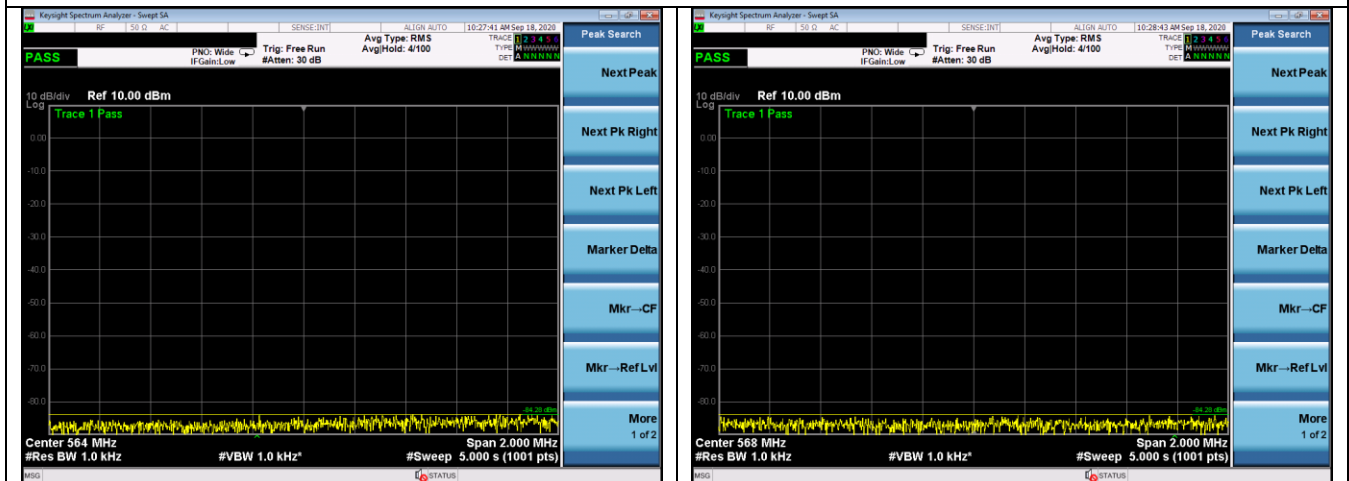 Keysight Spectrum Analyzer - Swept SA
RF 50 Ω AC SENSE:INT ALIGN AUTO 10:27:41 AM Sep 18, 2020
Avg Type: RMS TRACE 1 2 3 4 5 6
PNO: Wide Trig: Free Run Avg|Hold: 4/100 TYPE M
PASS IFGain:Low #Atten: 30 dB DET A N N N N N
10 dB/div Ref 10.00 dBm
Log
Trace 1 Pass
0.00
-10.0
-20.0
-30.0
-40.0
-50.0
-60.0
-70.0
-80.0
-84.28 dBm
Center 564 MHz Span 2.000 MHz
#Res BW 1.0 kHz #VBW 1.0 kHz* #Sweep 5.000 s (1001 pts)
MSG STATUS
Peak Search
Next Peak
Next Pk Right
Next Pk Left
Marker Delta
Mkr→CF
Mkr→Ref Lvl
More
1 of 2
Keysight Spectrum Analyzer - Swept SA
RF 50 Ω AC SENSE:INT ALIGN AUTO 10:28:43 AM Sep 18, 2020
Avg Type: RMS TRACE 1 2 3 4 5 6
PNO: Wide Trig: Free Run Avg|Hold: 4/100 TYPE M
PASS IFGain:Low #Atten: 30 dB DET A N N N N N
10 dB/div Ref 10.00 dBm
Log
Trace 1 Pass
0.00
-10.0
-20.0
-30.0
-40.0
-50.0
-60.0
-70.0
-80.0
-84.28 dBm
Center 568 MHz Span 2.000 MHz
#Res BW 1.0 kHz #VBW 1.0 kHz* #Sweep 5.000 s (1001 pts)
MSG STATUS
Peak Search
Next Peak
Next Pk Right
Next Pk Left
Marker Delta
Mkr→CF
Mkr→Ref Lvl
More
1 of 2